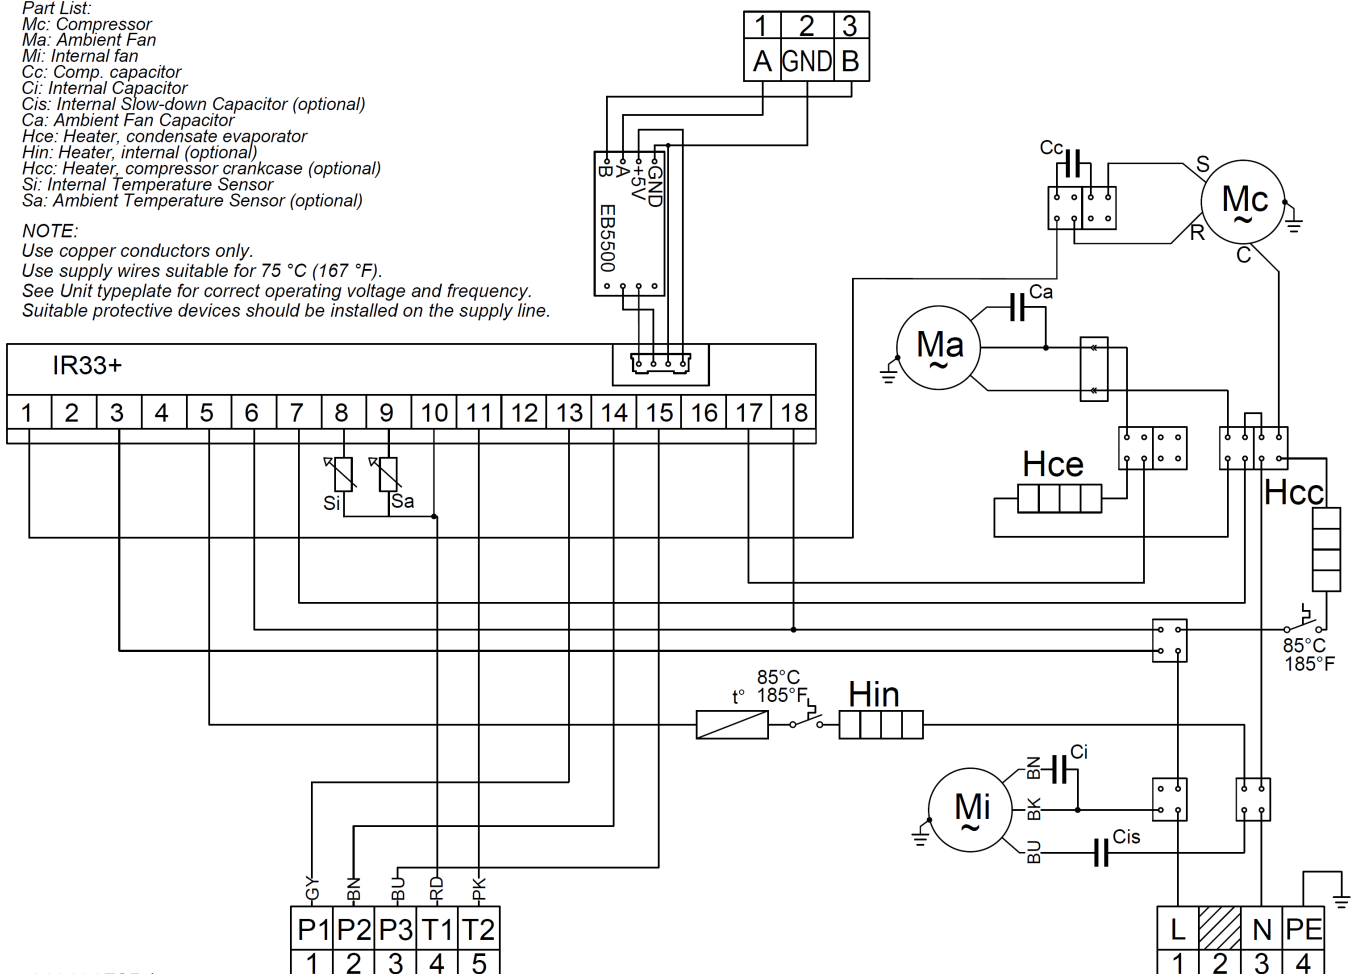 Part List:
Mc: Compressor
Ma: Ambient Fan
Mi: Internal fan
Cc: Comp. capacitor
Ci: Internal Capacitor
Cis: Internal Slow-down Capacitor (optional)
Ca: Ambient Fan Capacitor
Hce: Heater, condensate evaporator
Hin: Heater, internal (optional)
Hcc: Heater, compressor crankcase (optional)
Si: Internal Temperature Sensor
Sa: Ambient Temperature Sensor (optional)
NOTE:
Use copper conductors only.
Use supply wires suitable for 75 °C (167 °F).
See Unit typeplate for correct operating voltage and frequency.
Suitable protective devices should be installed on the supply line.
1 2 3
A GND B
B A +5V GND
EB5500
Cc
S
Mc
~
R
C
Ca
Ma
~
IR33+
1 2 3 4 5 6 7 8 9 10 11 12 13 14 15 16 17 18
Si
Sa
Hce
Hcc
85°C
185°F
t°
85°C
185°F
Hin
Mi
~
BN
Ci
BK
BU
Cis
GY BN BU RD PK
P1 P2 P3 T1 T2
1 2 3 4 5
L N PE
1 2 3 4